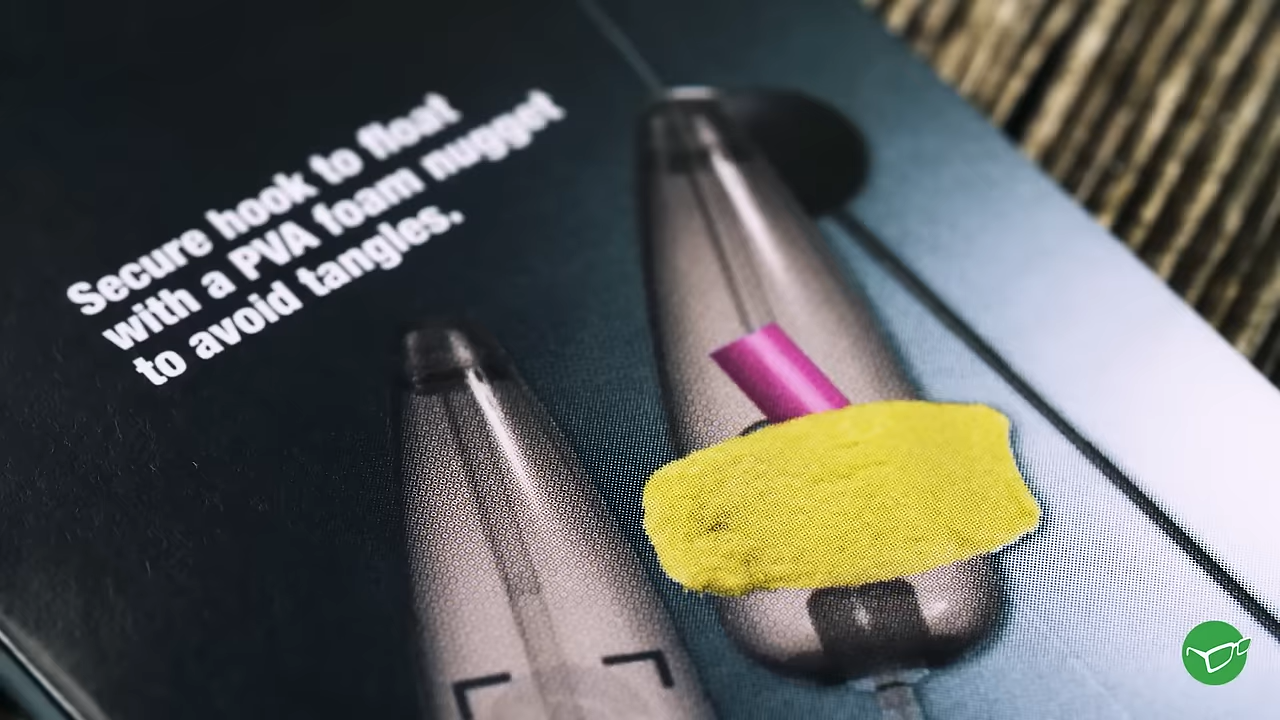 Secure hook to float
with a PVA foam nugget
to avoid tangles.